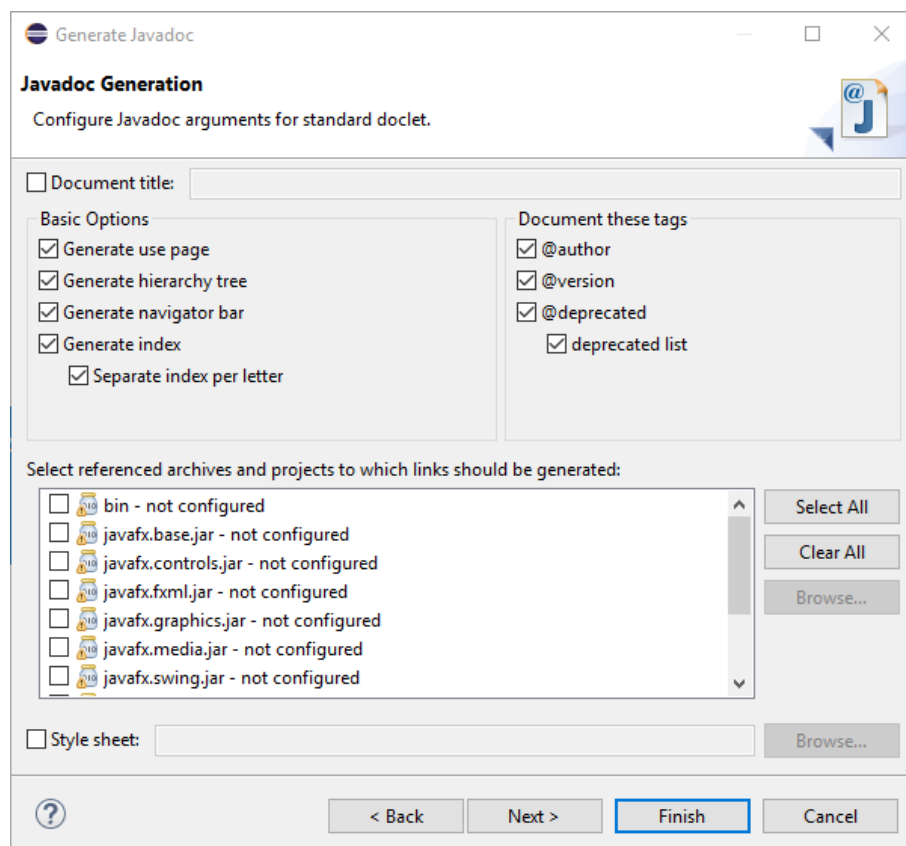 Generate Javadoc
Javadoc Generation
Configure Javadoc arguments for standard doclet.
Document title:
Basic Options
Generate use page
Generate hierarchy tree
Generate navigator bar
Generate index
Separate index per letter
Document these tags
@author
@version
@deprecated
deprecated list
Select referenced archives and projects to which links should be generated:
bin - not configured
javafx.base.jar - not configured
javafx.controls.jar - not configured
javafx.fxml.jar - not configured
javafx.graphics.jar - not configured
javafx.media.jar - not configured
javafx.swing.jar - not configured
Select All
Clear All
Browse...
Style sheet:
Browse...
< Back
Next >
Finish
Cancel